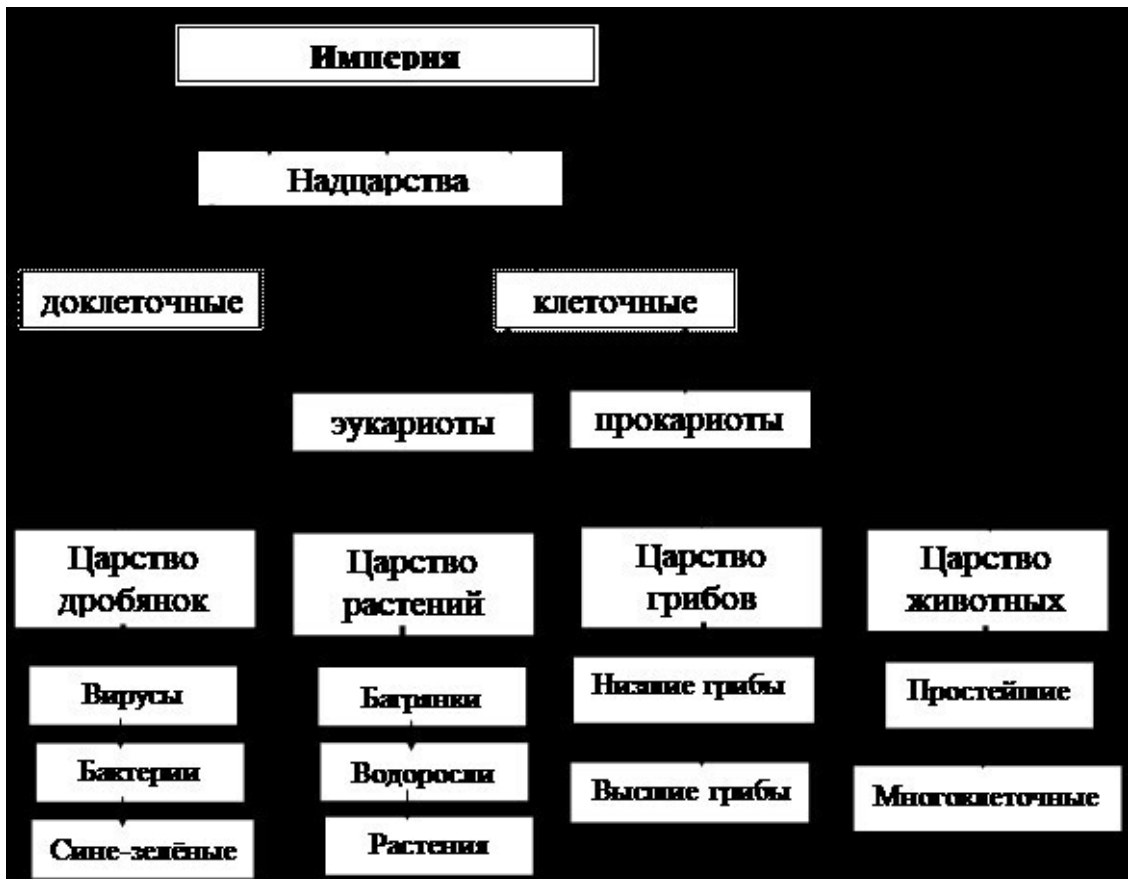 Империя
Надцарства
доклеточные
клеточные
эукариоты
прокариоты
Царство
дробянок
Царство
растений
Царство
грибов
Царство
животных
Вирусы
Багрянки
Низшие грибы
Простейшие
Бактерии
Водоросли
Высшие грибы
Многоклеточные
Сине-зелёные
Растения